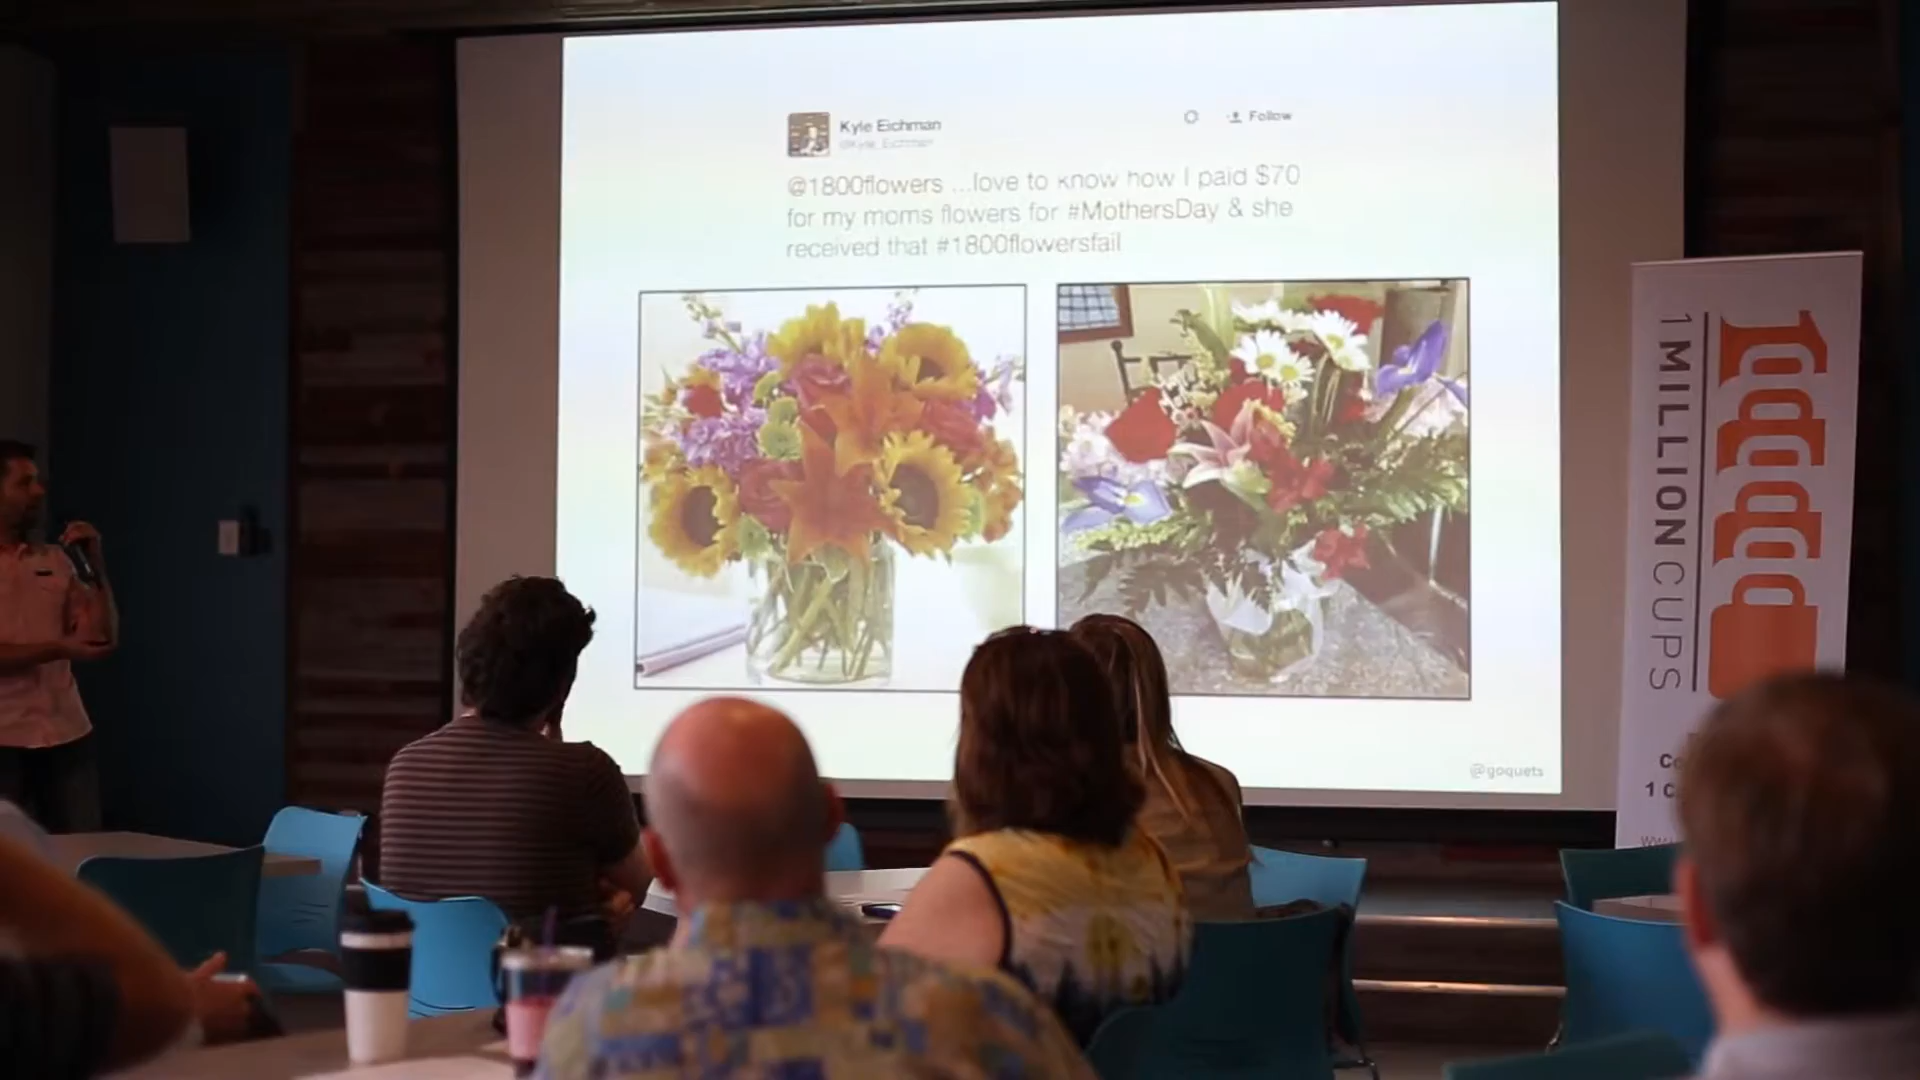 Kyle Eichman
Follow
@1800flowers ...love to know how I paid $70
for my moms flowers for #MothersDay & she
received that #1800flowersfail
@goquets
1 MILLION CUPS